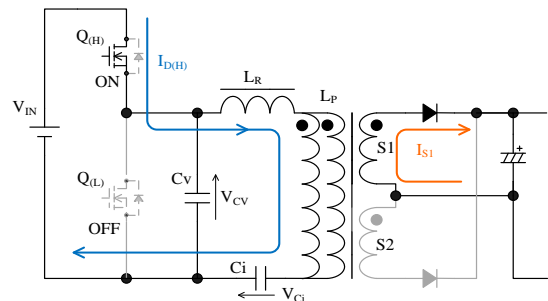 Q(H)
ID(H)
ON
LR
LP
VIN
S1
IS1
+
Q(L)
Cv
VCV
OFF
S2
Ci
VCi